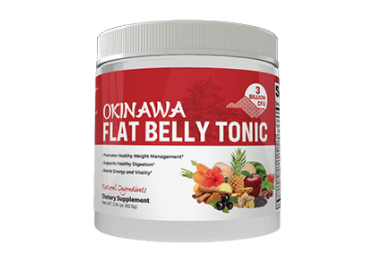 3
BILLION
CFU
OKINAWA
FLAT BELLY TONIC
• Promotes Healthy Weight Management*
• Supports Healthy Digestion*
• Boosts Energy and Vitality*
Natural Ingredients
Dietary Supplement